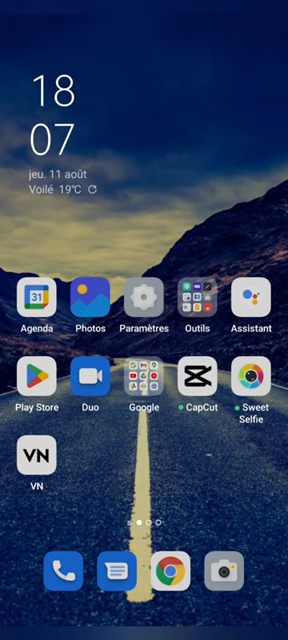 18
07
jeu. 11 août
Voilé 19°C
31
Agenda
Photos
Paramètres
Outils
Assistant
Play Store
Duo
Google
CapCut
Sweet
Selfie
VN
VN